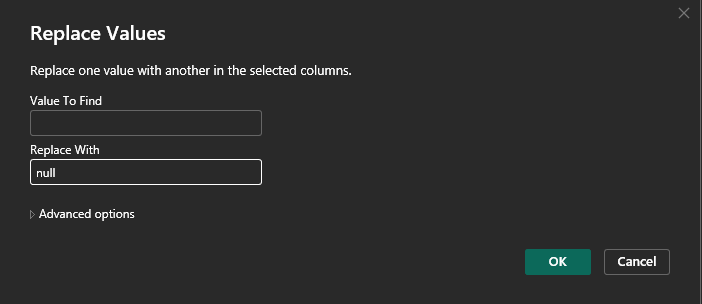 Replace Values
Replace one value with another in the selected columns.
Value To Find
Replace With
null
Advanced options
OK
Cancel